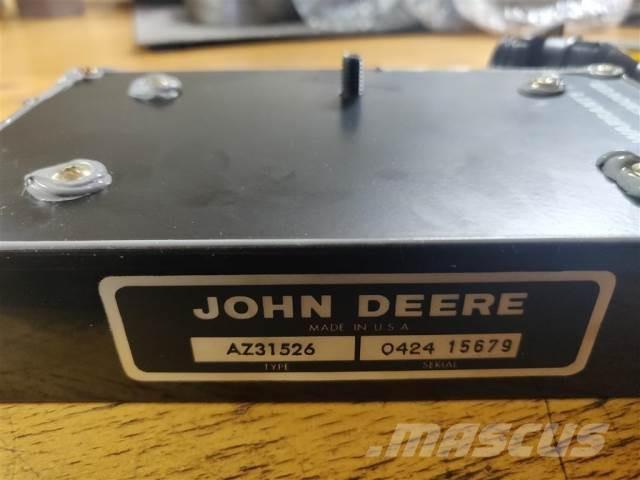 JOHN DEERE
MADE IN U.S.A
AZ31526 0424 15679
TYPE SERIAL
mascus